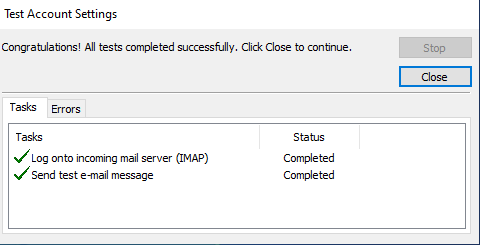 Test Account Settings
Congratulations! All tests completed successfully. Click Close to continue.
Stop
Close
Tasks
Errors
Tasks
Status
Log onto incoming mail server (IMAP)
Completed
Send test e-mail message
Completed